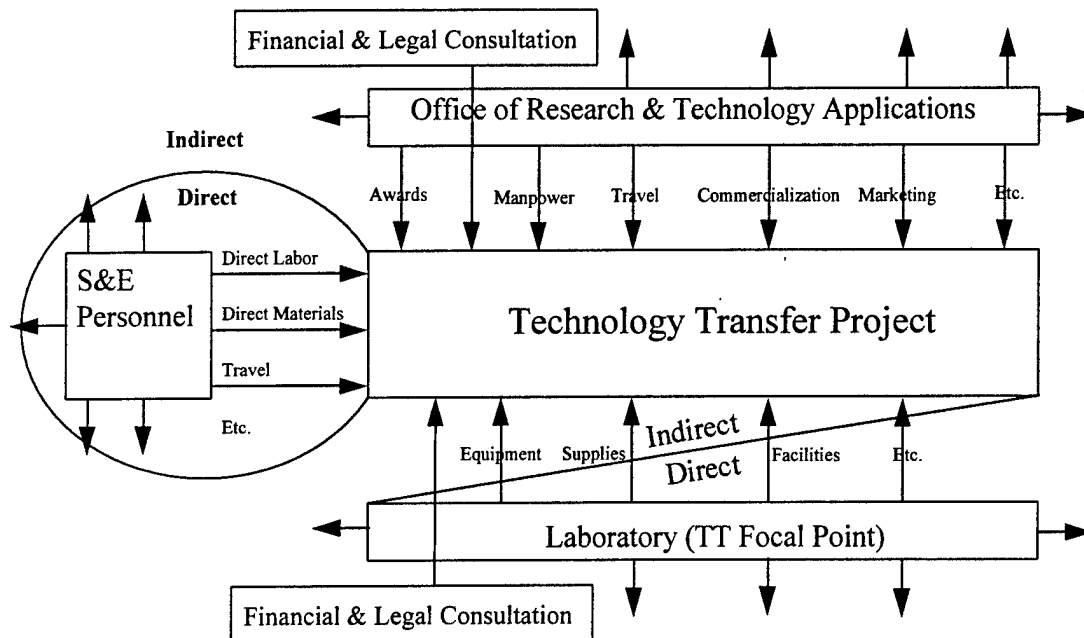 Financial & Legal Consultation
Office of Research & Technology Applications
Indirect
Direct
Awards
Manpower
Travel
Commercialization
Marketing
Etc.
S&E
Personnel
Direct Labor
Direct Materials
Travel
Etc.
Technology Transfer Project
Indirect
Direct
Equipment
Supplies
Facilities
Etc.
Laboratory (TT Focal Point)
Financial & Legal Consultation